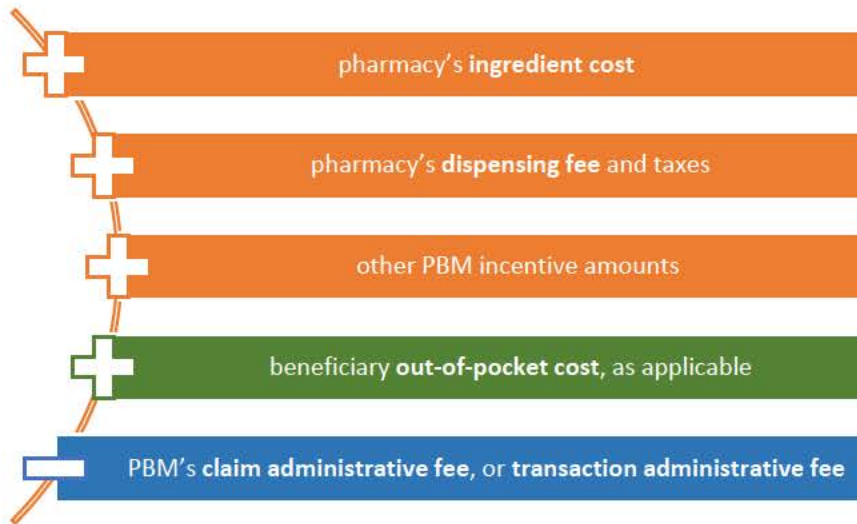 pharmacy's ingredient cost
pharmacy's dispensing fee and taxes
other PBM incentive amounts
beneficiary out-of-pocket cost, as applicable
PBM's claim administrative fee, or transaction administrative fee